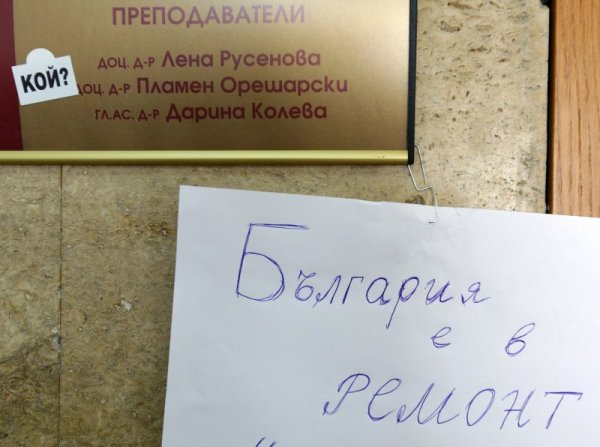 ПРЕПОДАВАТЕЛИ
ДОЦ. Д-Р ЛЕНА РУСЕНОВА
КОЙ?
ДОЦ. Д-Р ПЛАМЕН ОРЕШАРСКИ
ГЛ.АС. Д-Р ДАРИНА КОЛЕВА
България
е в
РЕМОНТ